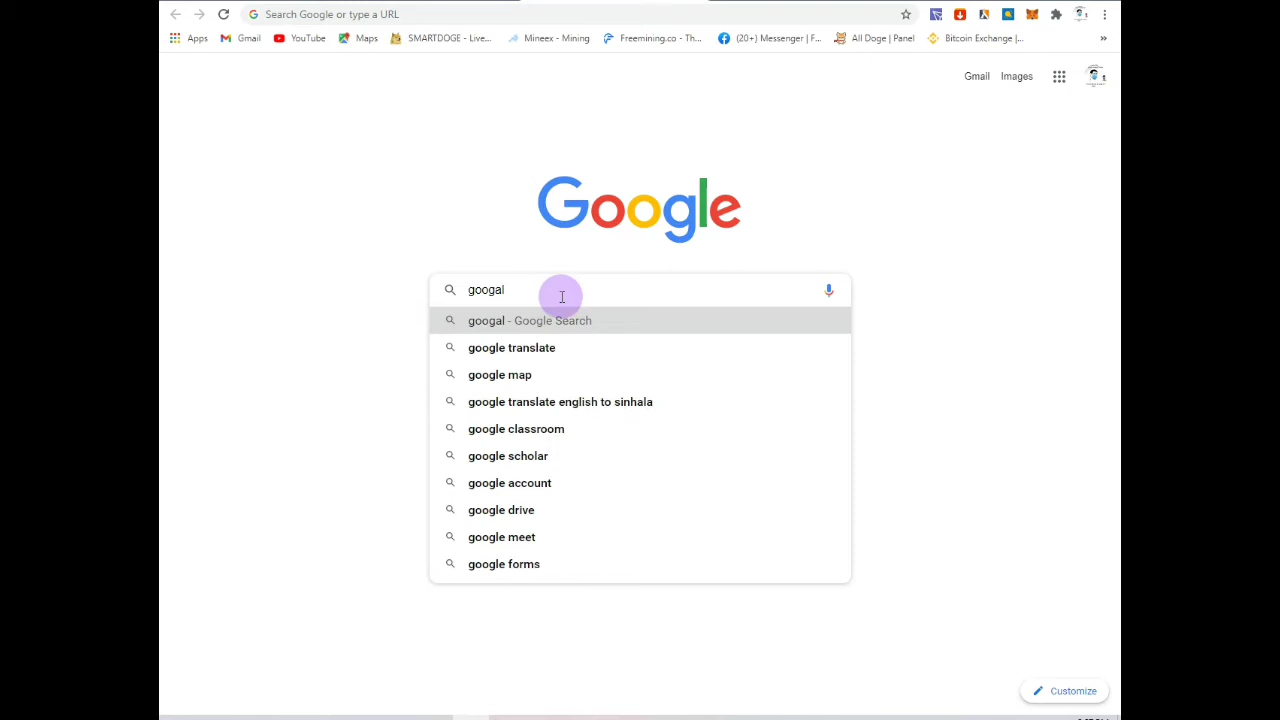 Search Google or type a URL
Apps Gmail YouTube Maps SMARTDOGE - Live... Mineex - Mining Freemining.co - Th... (20+) Messenger | F... All Doge | Panel Bitcoin Exchange |... »
Gmail Images
Google
googal
googal - Google Search
google translate
google map
google translate english to sinhala
google classroom
google scholar
google account
google drive
google meet
google forms
Customize